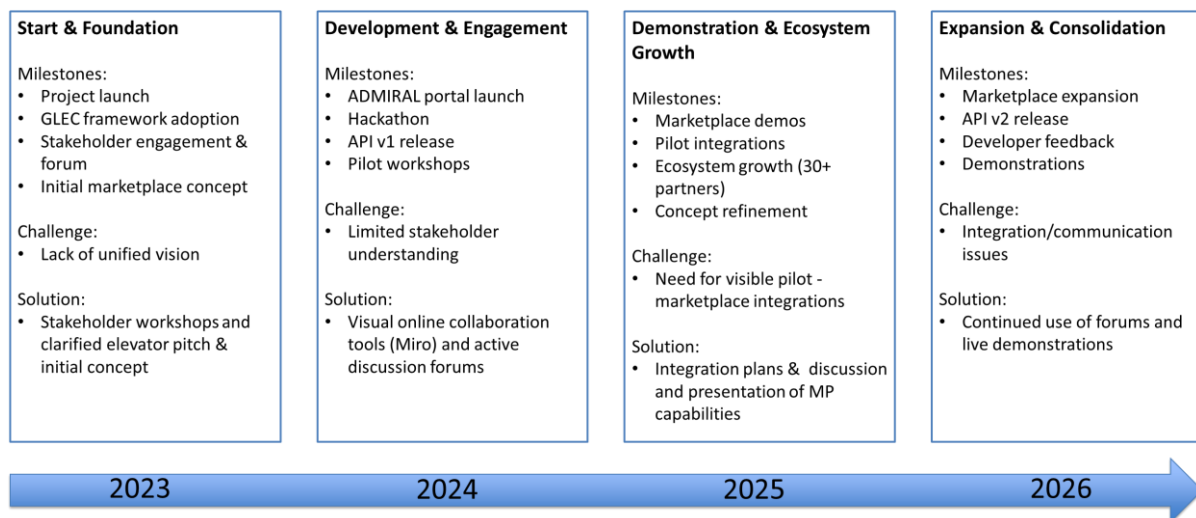 Start & Foundation
Milestones:
• Project launch
• GLEC framework adoption
• Stakeholder engagement &
forum
• Initial marketplace concept
Challenge:
• Lack of unified vision
Solution:
• Stakeholder workshops and
clarified elevator pitch &
initial concept
Development & Engagement
Milestones:
• ADMIRAL portal launch
• Hackathon
• API v1 release
• Pilot workshops
Challenge:
• Limited stakeholder
understanding
Solution:
• Visual online collaboration
tools (Miro) and active
discussion forums
Demonstration & Ecosystem
Growth
Milestones:
• Marketplace demos
• Pilot integrations
• Ecosystem growth (30+
partners)
• Concept refinement
Challenge:
• Need for visible pilot -
marketplace integrations
Solution:
• Integration plans & discussion
and presentation of MP
capabilities
Expansion & Consolidation
Milestones:
• Marketplace expansion
• API v2 release
• Developer feedback
• Demonstrations
Challenge:
• Integration/communication
issues
Solution:
• Continued use of forums and
live demonstrations
2023
2024
2025
2026